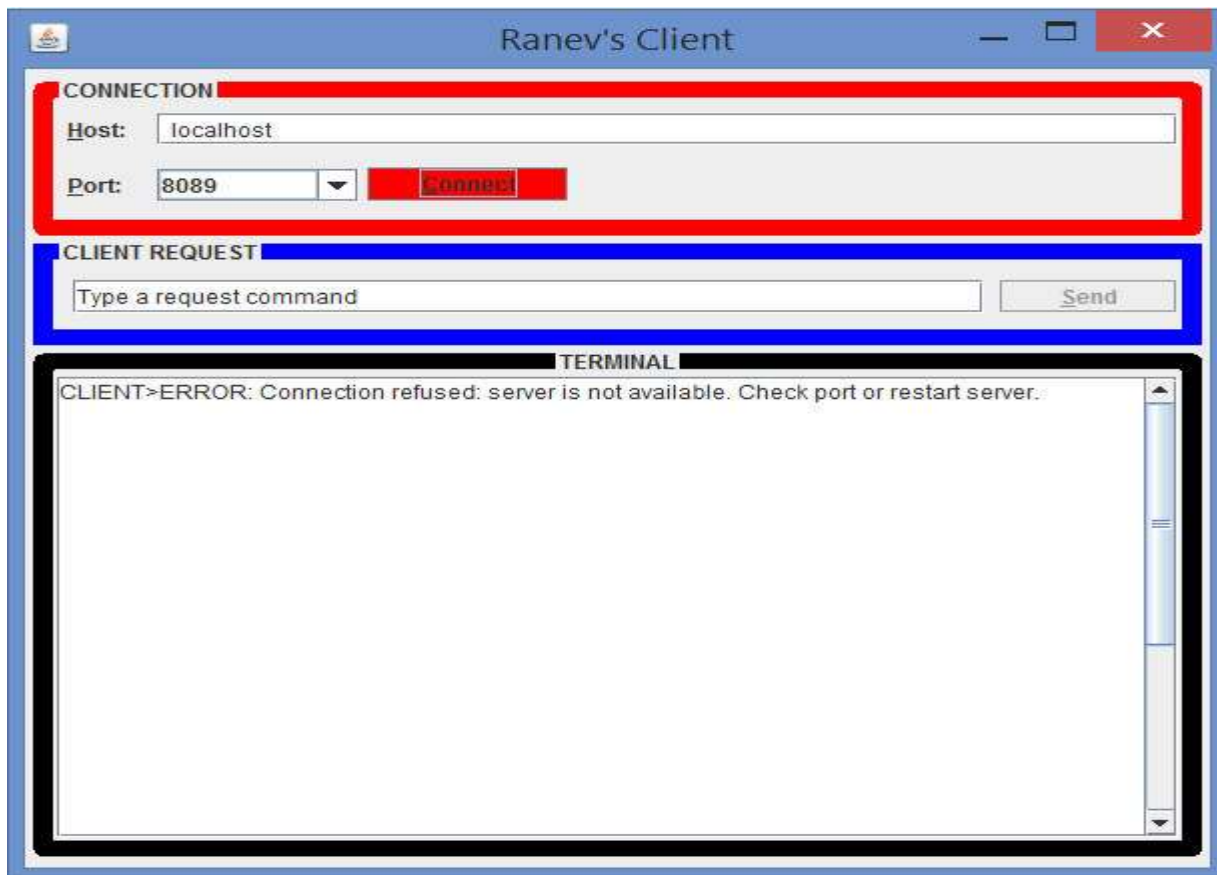 Ranev's Client
CONNECTION
Host: localhost
Port: 8089 Connect
CLIENT REQUEST
Type a request command Send
TERMINAL
CLIENT>ERROR: Connection refused: server is not available. Check port or restart server.